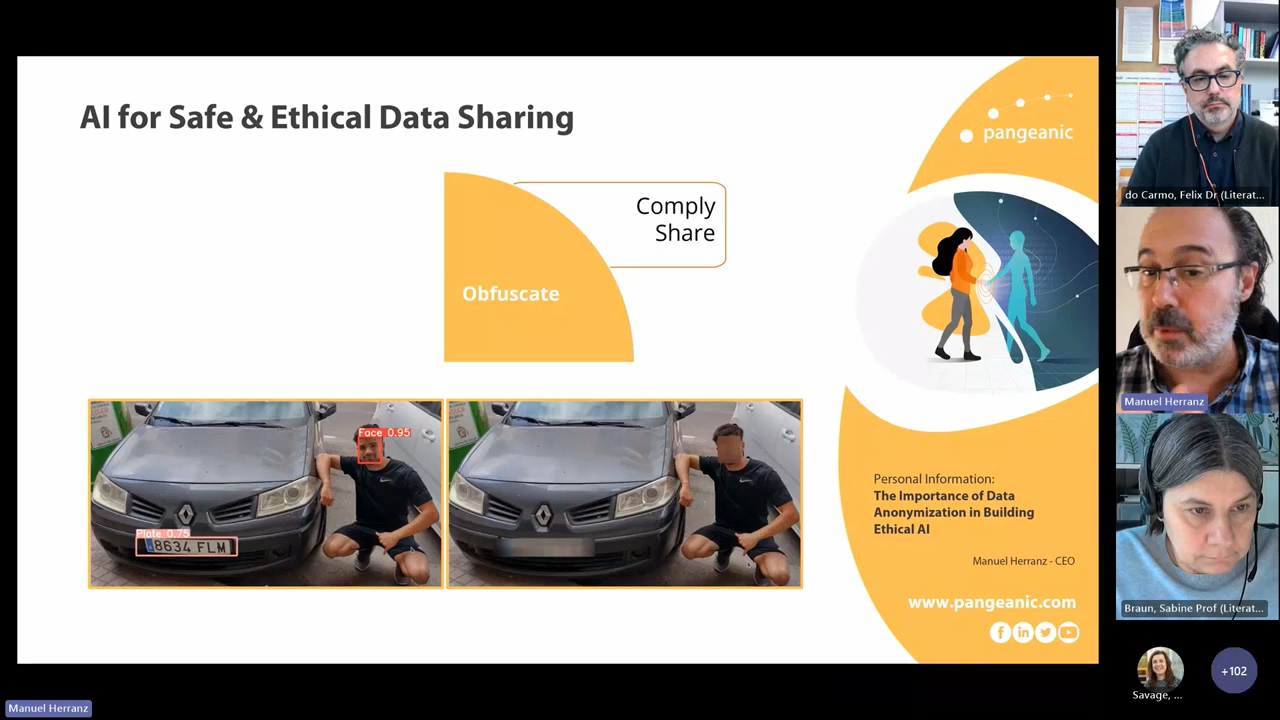 AI for Safe & Ethical Data Sharing
Comply
Share
Obfuscate
Face 0.95
Plate 0.75
8634 FLM
pangeanic
Personal Information:
The Importance of Data
Anonymization in Building
Ethical AI
Manuel Herranz - CEO
www.pangeanic.com
do Carmo, Felix Dr (Literat...
Manuel Herranz
Braun, Sabine Prof (Literat...
Savage, ...
+102
Manuel Herranz